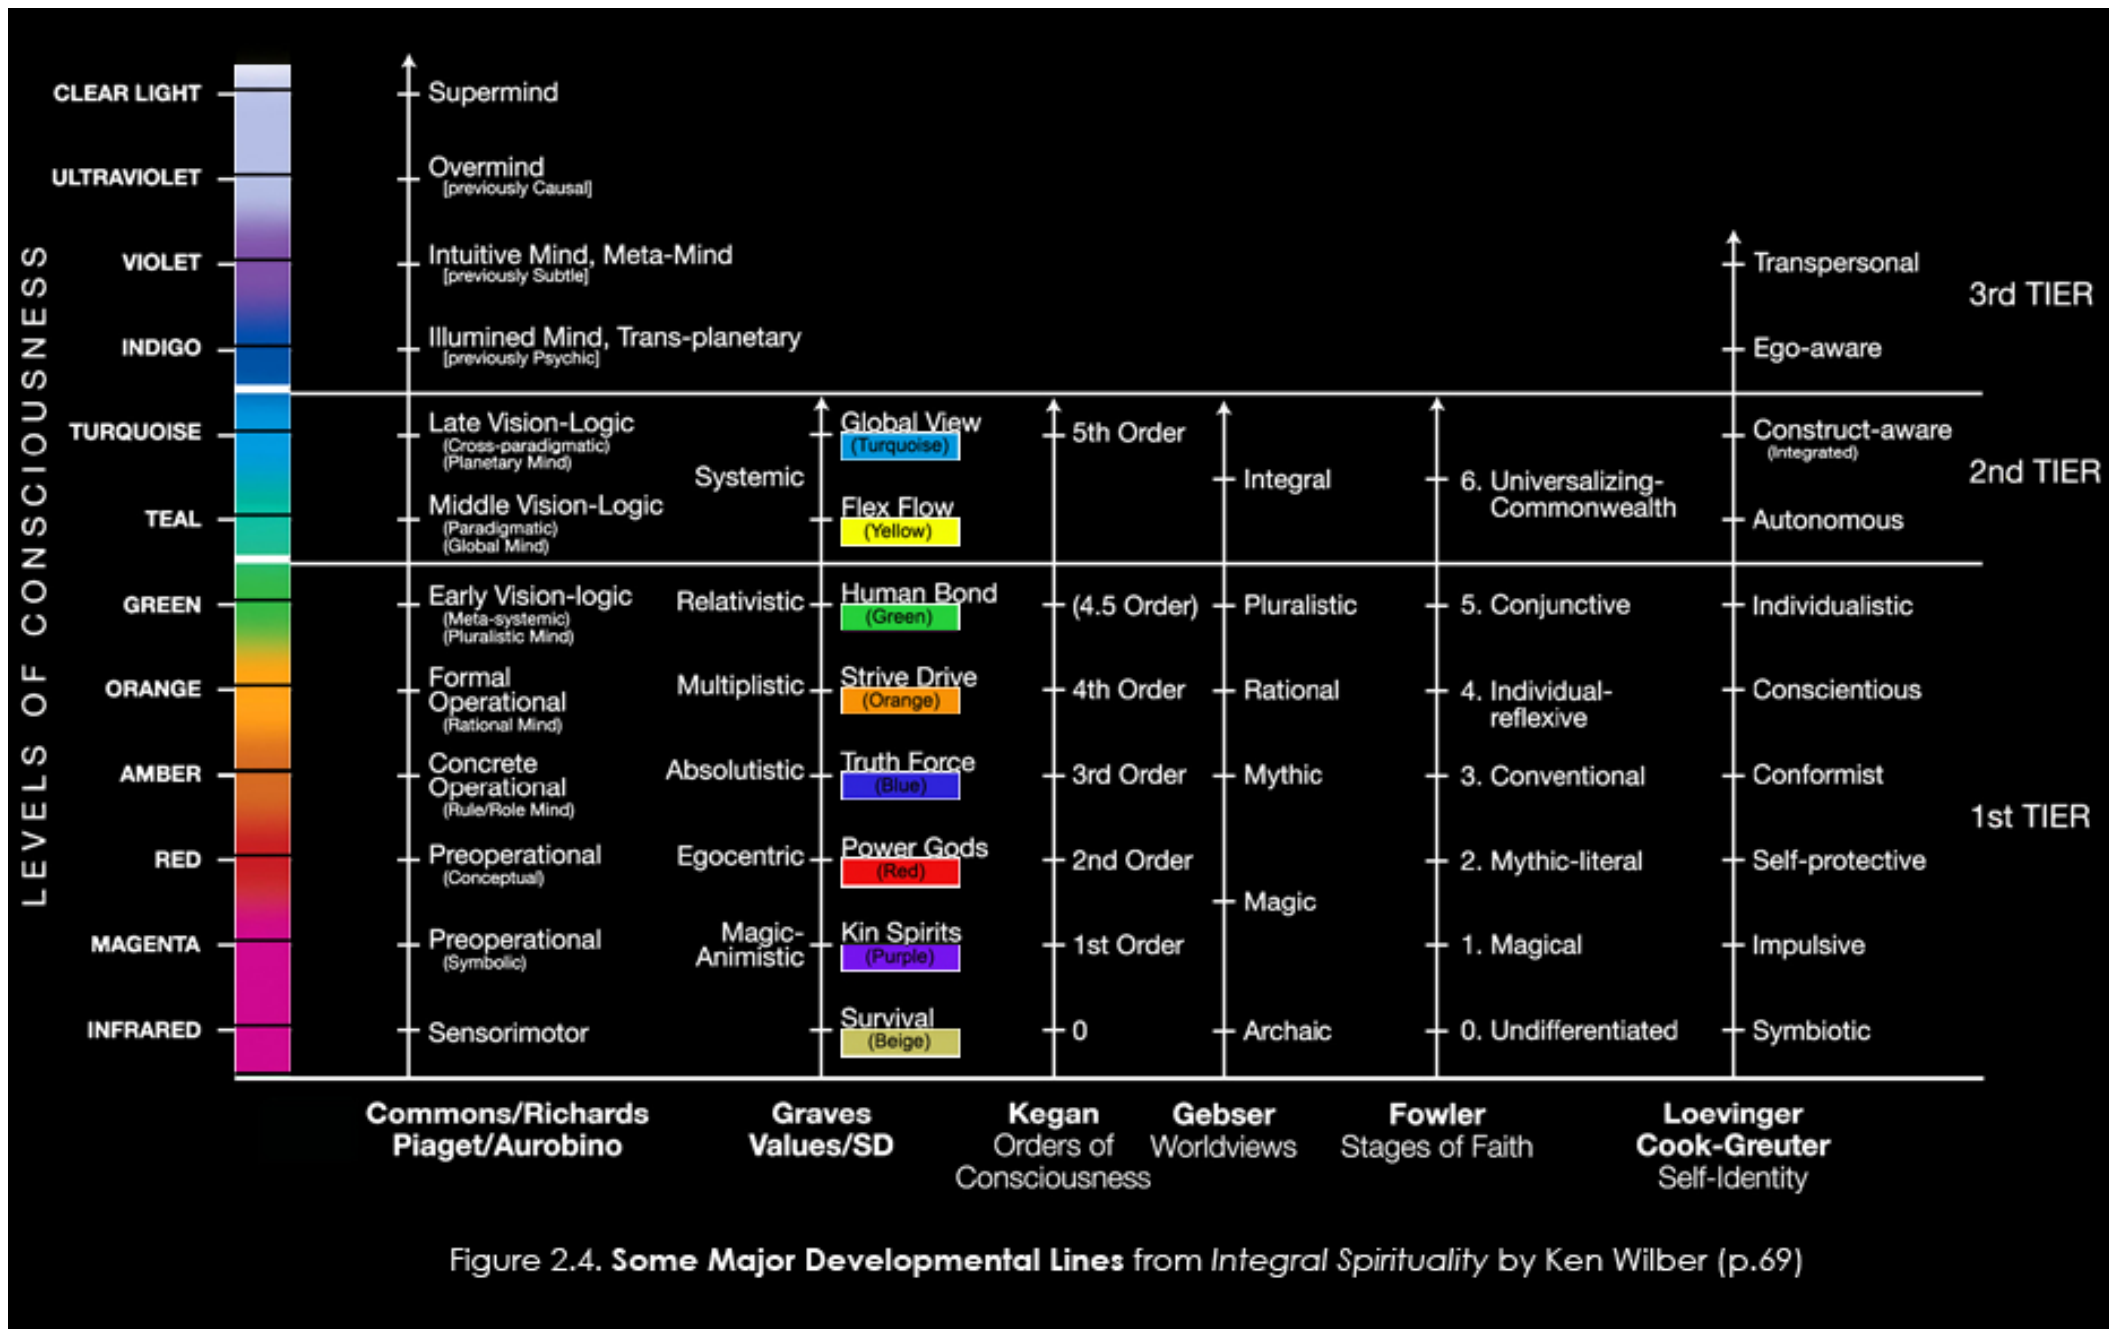 CLEAR LIGHT
ULTRAVIOLET
VIOLET
INDIGO
TURQUOISE
TEAL
GREEN
ORANGE
AMBER
RED
MAGENTA
INFRARED
LEVELS OF CONSCIOUSNESS
Supermind
Overmind
[previously Causal]
Intuitive Mind, Meta-Mind
[previously Subtle]
Illumined Mind, Trans-planetary
[previously Psychic]
Late Vision-Logic
(Cross-paradigmatic)
(Planetary Mind)
Middle Vision-Logic
(Paradigmatic)
(Global Mind)
Early Vision-logic
(Meta-systemic)
(Pluralistic Mind)
Formal
Operational
(Rational Mind)
Concrete
Operational
(Rule/Role Mind)
Preoperational
(Conceptual)
Preoperational
(Symbolic)
Sensorimotor
Commons/Richards
Piaget/Aurobino
Systemic
Relativistic
Multiplistic
Absolutistic
Egocentric
Magic-
Animistic
Global View
(Turquoise)
Flex Flow
(Yellow)
Human Bond
(Green)
Strive Drive
(Orange)
Truth Force
(Blue)
Power Gods
(Red)
Kin Spirits
(Purple)
Survival
(Beige)
Graves
Values/SD
5th Order
(4.5 Order)
4th Order
3rd Order
2nd Order
1st Order
0
Kegan
Orders of
Consciousness
Integral
Pluralistic
Rational
Mythic
Magic
Archaic
Gebser
Worldviews
6. Universalizing-
Commonwealth
5. Conjunctive
4. Individual-
reflexive
3. Conventional
2. Mythic-literal
1. Magical
0. Undifferentiated
Fowler
Stages of Faith
Transpersonal
Ego-aware
Construct-aware
(Integrated)
Autonomous
Individualistic
Conscientious
Conformist
Self-protective
Impulsive
Symbiotic
Loevinger
Cook-Greuter
Self-Identity
3rd TIER
2nd TIER
1st TIER
Figure 2.4. Some Major Developmental Lines from Integral Spirituality by Ken Wilber (p.69)